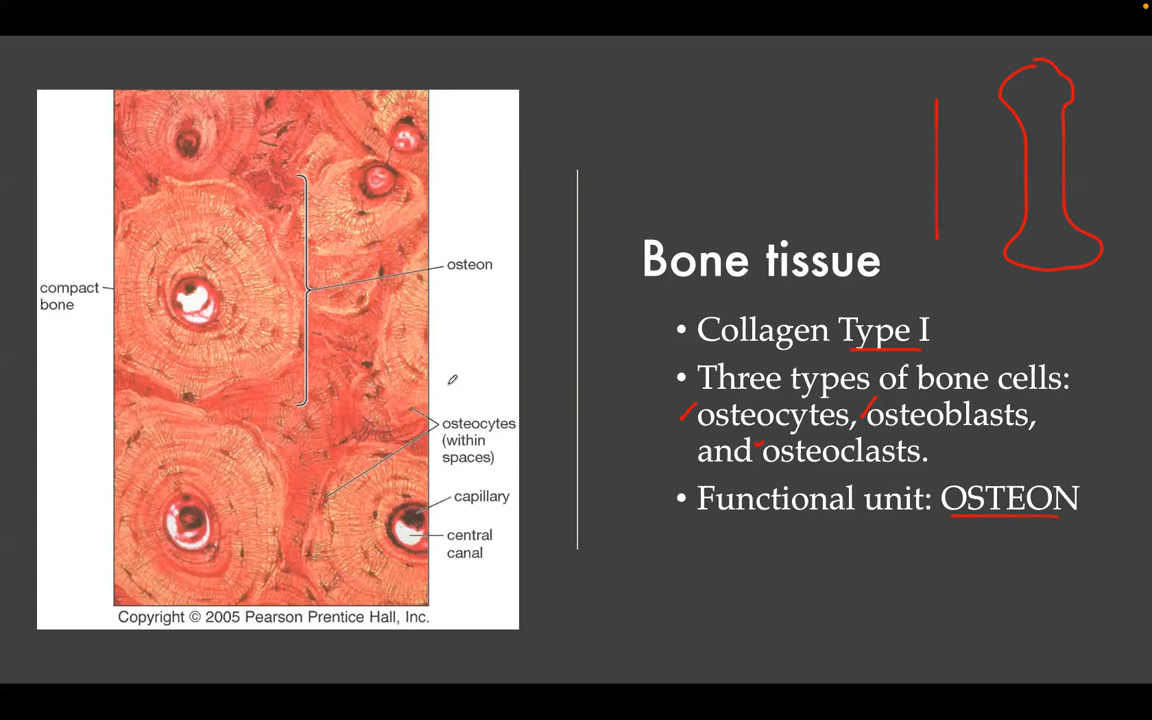 compact
bone
osteon
osteocytes
(within
spaces)
capillary
central
canal
Copyright © 2005 Pearson Prentice Hall, Inc.
Bone tissue
• Collagen Type I
• Three types of bone cells:
osteocytes, osteoblasts,
and osteoclasts.
• Functional unit: OSTEON